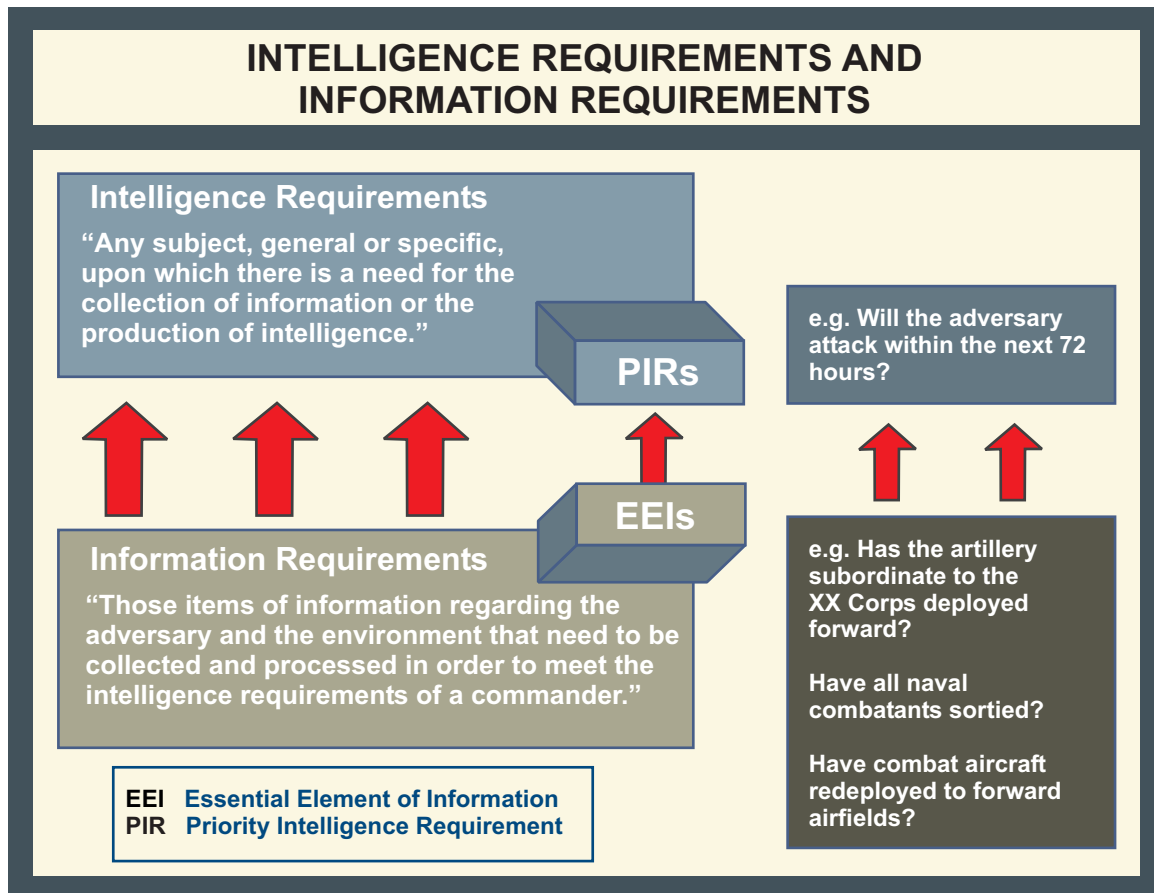 INTELLIGENCE REQUIREMENTS AND
INFORMATION REQUIREMENTS
Intelligence Requirements
“Any subject, general or specific,
upon which there is a need for the
collection of information or the
production of intelligence.”
PIRs
e.g. Will the adversary
attack within the next 72
hours?
EEIs
Information Requirements
“Those items of information regarding the
adversary and the environment that need to be
collected and processed in order to meet the
intelligence requirements of a commander.”
e.g. Has the artillery
subordinate to the
XX Corps deployed
forward?
Have all naval
combatants sortied?
Have combat aircraft
redeployed to forward
airfields?
EEI Essential Element of Information
PIR Priority Intelligence Requirement